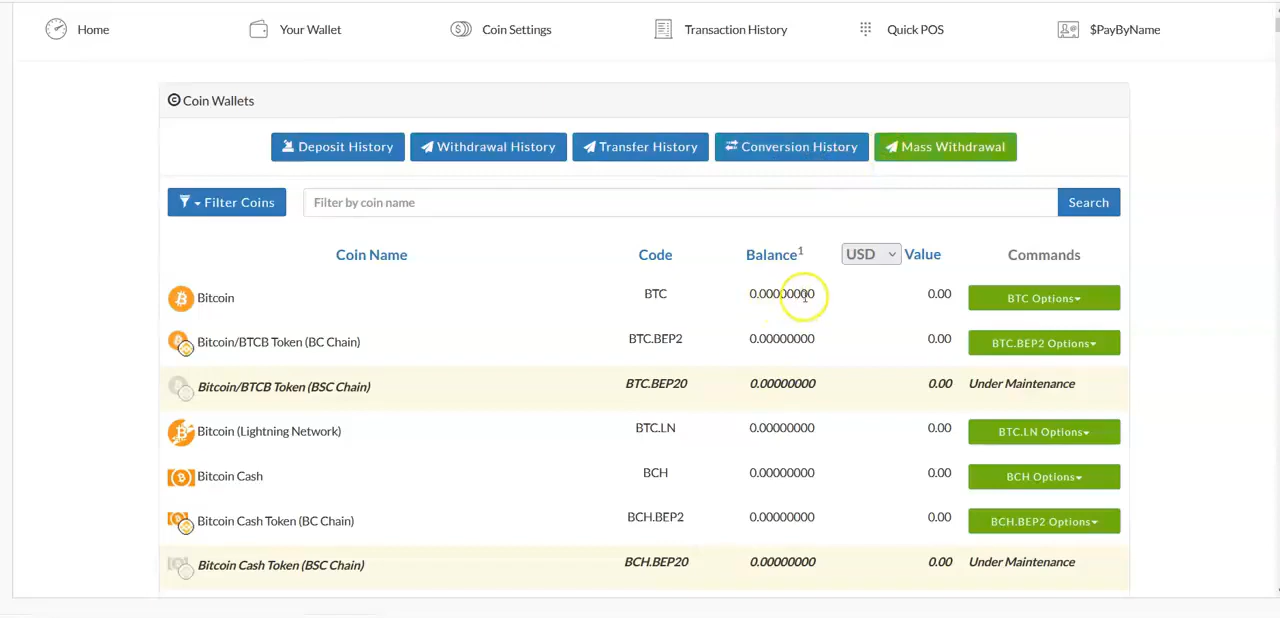 Home Your Wallet Coin Settings Transaction History Quick POS $PayByName
Coin Wallets
Deposit History Withdrawal History Transfer History Conversion History Mass Withdrawal
Filter Coins Filter by coin name Search
Coin Name Code Balance1 USD Value Commands
Bitcoin BTC 0.00000000 0.00 BTC Options
Bitcoin/BTCB Token (BC Chain) BTC.BEP2 0.00000000 0.00 BTC.BEP2 Options
Bitcoin/BTCB Token (BSC Chain) BTC.BEP20 0.00000000 0.00 Under Maintenance
Bitcoin (Lightning Network) BTC.LN 0.00000000 0.00 BTC.LN Options
Bitcoin Cash BCH 0.00000000 0.00 BCH Options
Bitcoin Cash Token (BC Chain) BCH.BEP2 0.00000000 0.00 BCH.BEP2 Options
Bitcoin Cash Token (BSC Chain) BCH.BEP20 0.00000000 0.00 Under Maintenance